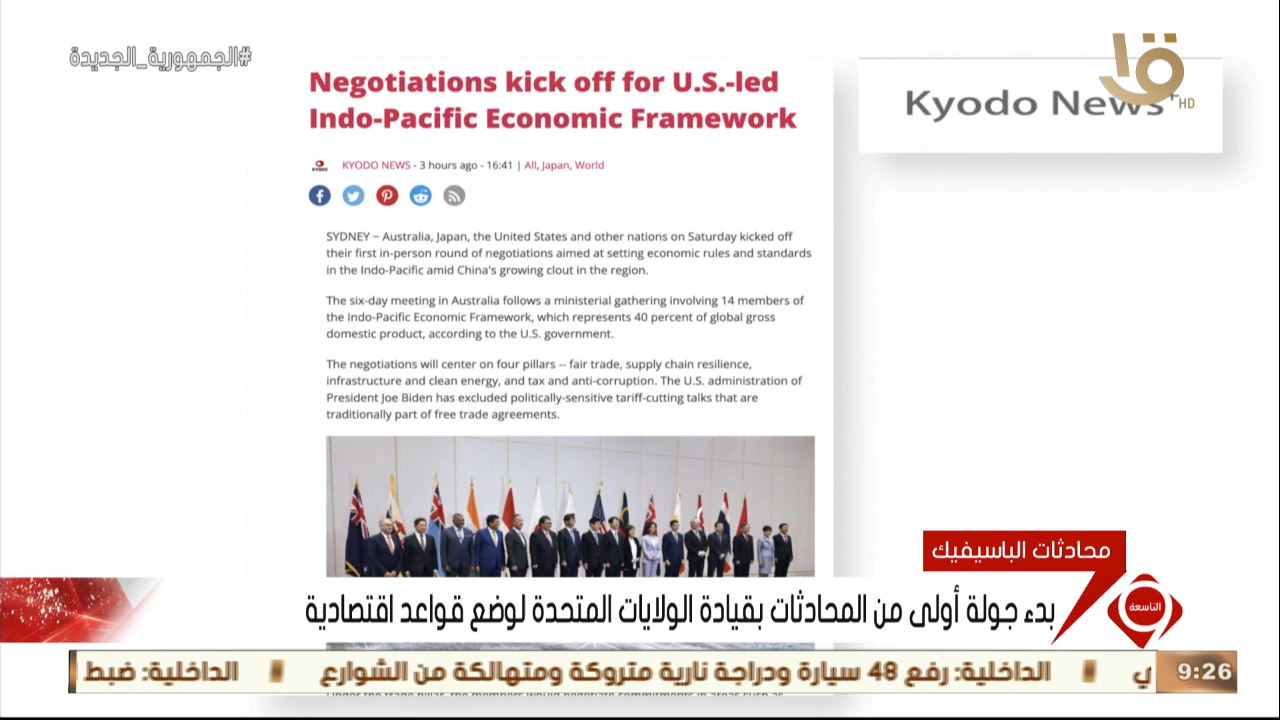 #الجمهورية_الجديدة
HD
Kyodo News+
Negotiations kick off for U.S.-led
Indo-Pacific Economic Framework
KYODO NEWS - 3 hours ago - 16:41 | All, Japan, World
SYDNEY – Australia, Japan, the United States and other nations on Saturday kicked off
their first in-person round of negotiations aimed at setting economic rules and standards
in the Indo-Pacific amid China's growing clout in the region.
The six-day meeting in Australia follows a ministerial gathering involving 14 members of
the Indo-Pacific Economic Framework, which represents 40 percent of global gross
domestic product, according to the U.S. government.
The negotiations will center on four pillars -- fair trade, supply chain resilience,
infrastructure and clean energy, and tax and anti-corruption. The U.S. administration of
President Joe Biden has excluded politically-sensitive tariff-cutting talks that are
traditionally part of free trade agreements.
محادثات الباسيفيك
بدء جولة أولى من المحادثات بقيادة الولايات المتحدة لوضع قواعد اقتصادية
التاسعة
الداخلية: رفع 48 سيارة ودراجة نارية متروكة ومتهالكة من الشوارع الداخلية: ضبط
9:26